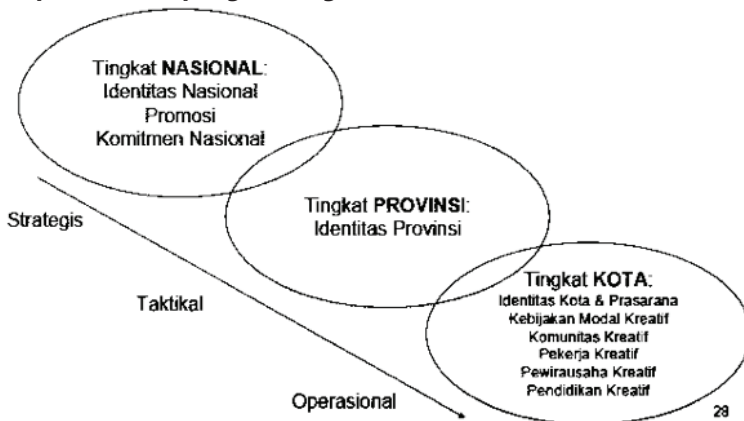 Tingkat NASIONAL:
Identitas Nasional
Promosi
Komitmen Nasional
Strategis
Tingkat PROVINSI:
Identitas Provinsi
Taktikal
Tingkat KOTA:
Identitas Kota & Prasarana
Kebijakan Modal Kreatif
Komunitas Kreatif
Pekerja Kreatif
Pewirausaha Kreatif
Pendidikan Kreatif
Operasional
28